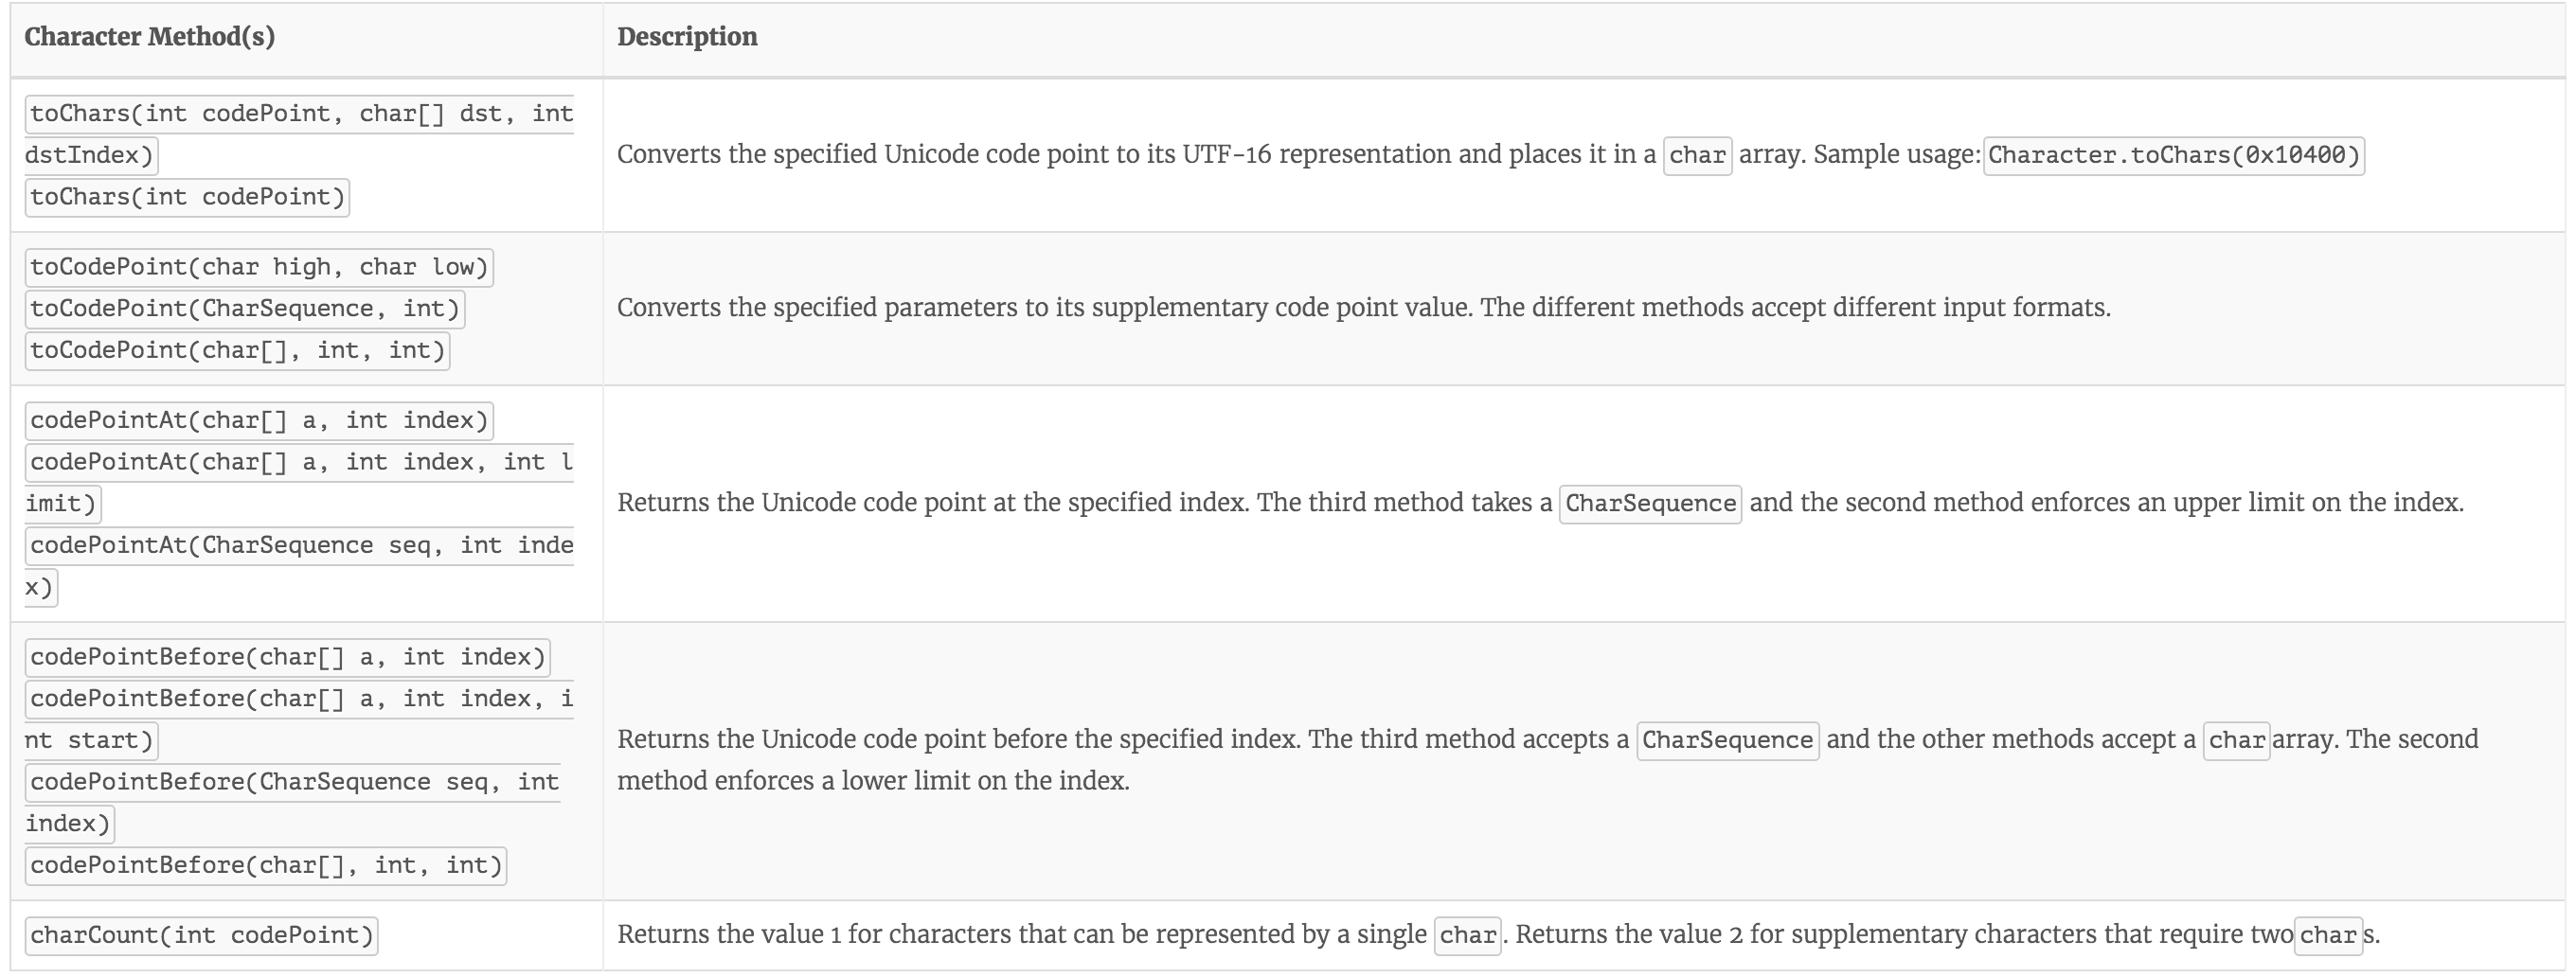 Character Method(s) Description
toChars(int codePoint, char[] dst, int
dstIndex)
toChars(int codePoint)
Converts the specified Unicode code point to its UTF-16 representation and places it in a char array. Sample usage: Character.toChars(0x10400)
toCodePoint(char high, char low)
toCodePoint(CharSequence, int)
toCodePoint(char[], int, int)
Converts the specified parameters to its supplementary code point value. The different methods accept different input formats.
codePointAt(char[] a, int index)
codePointAt(char[] a, int index, int l
imit)
codePointAt(CharSequence seq, int inde
x)
Returns the Unicode code point at the specified index. The third method takes a CharSequence and the second method enforces an upper limit on the index.
codePointBefore(char[] a, int index)
codePointBefore(char[] a, int index, i
nt start)
codePointBefore(CharSequence seq, int
index)
codePointBefore(char[], int, int)
Returns the Unicode code point before the specified index. The third method accepts a CharSequence and the other methods accept a char array. The second
method enforces a lower limit on the index.
charCount(int codePoint)
Returns the value 1 for characters that can be represented by a single char. Returns the value 2 for supplementary characters that require two chars.